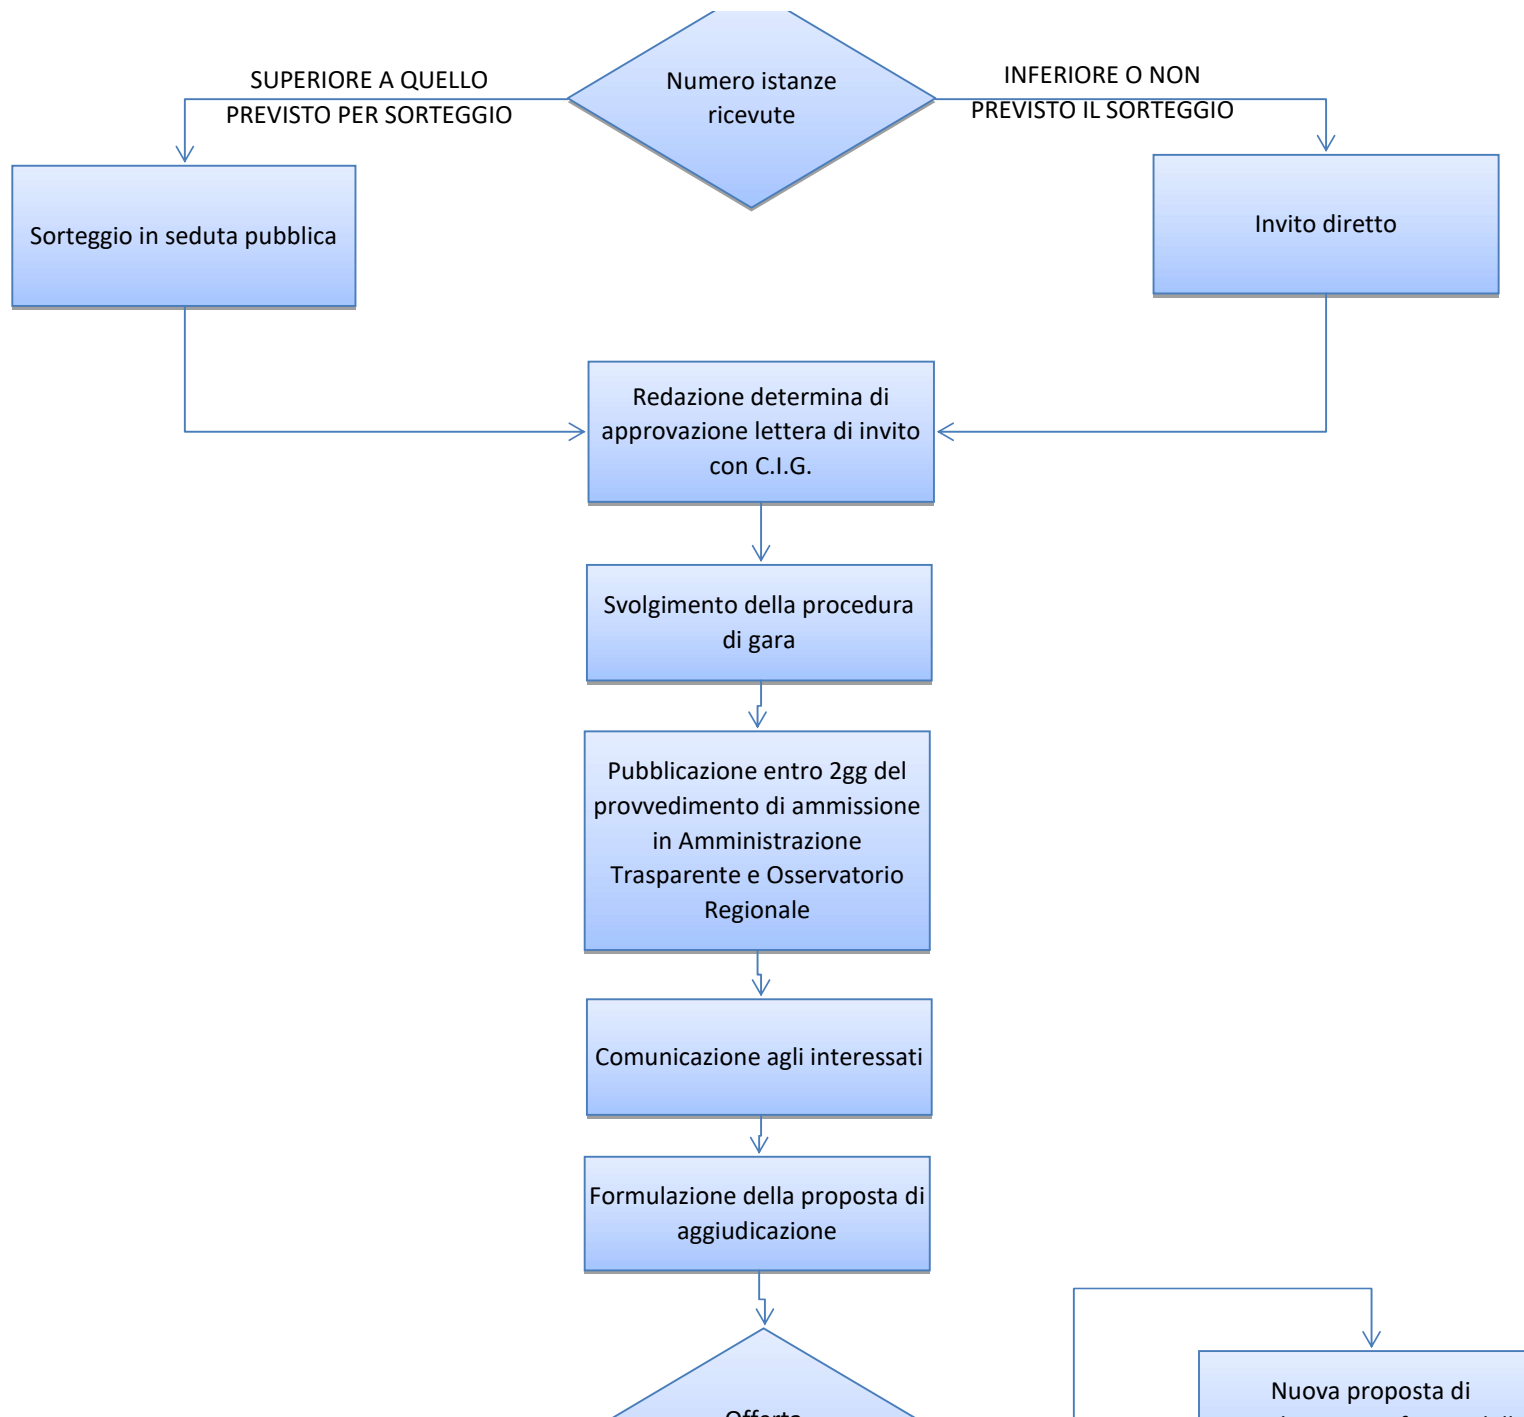 Numero istanze
ricevute
SUPERIORE A QUELLO
PREVISTO PER SORTEGGIO
INFERIORE O NON
PREVISTO IL SORTEGGIO
Sorteggio in seduta pubblica
Invito diretto
Redazione determina di
approvazione lettera di invito
con C.I.G.
Svolgimento della procedura
di gara
Pubblicazione entro 2gg del
provvedimento di ammissione
in Amministrazione
Trasparente e Osservatorio
Regionale
Comunicazione agli interessati
Formulazione della proposta di
aggiudicazione
Offerta
Nuova proposta di